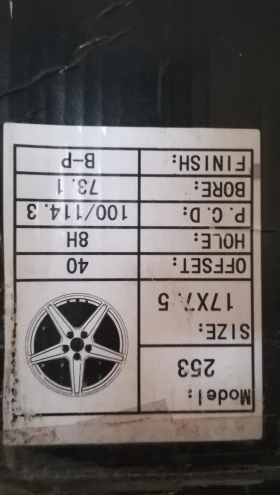 Model: 253
SIZE: 17X7.5
OFFSET: 40
HOLE: 8H
P.C.D: 100/114.3
BORE: 73.1
FINISH: B-P